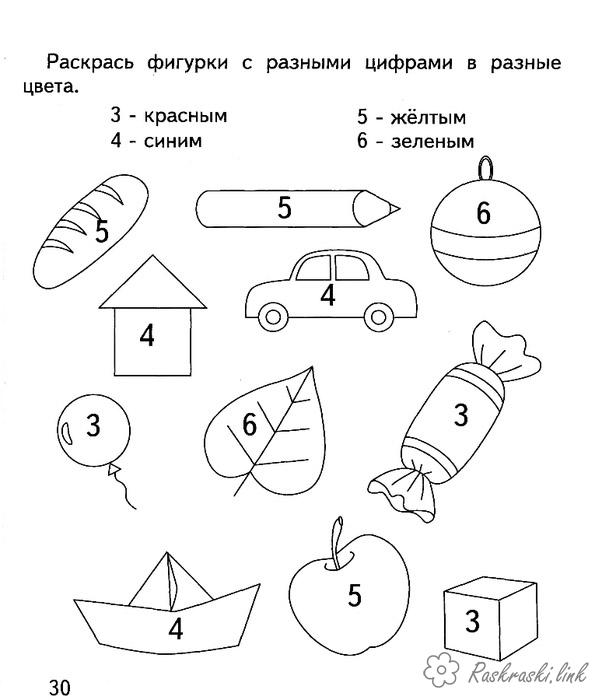 Раскрась фигурки с разными цифрами в разные
цвета.
3 - красным
5 - жёлтым
4 - синим
6 - зеленым
5
5
6
4
4
3
6
3
4
5
3
30
Raskraski.link